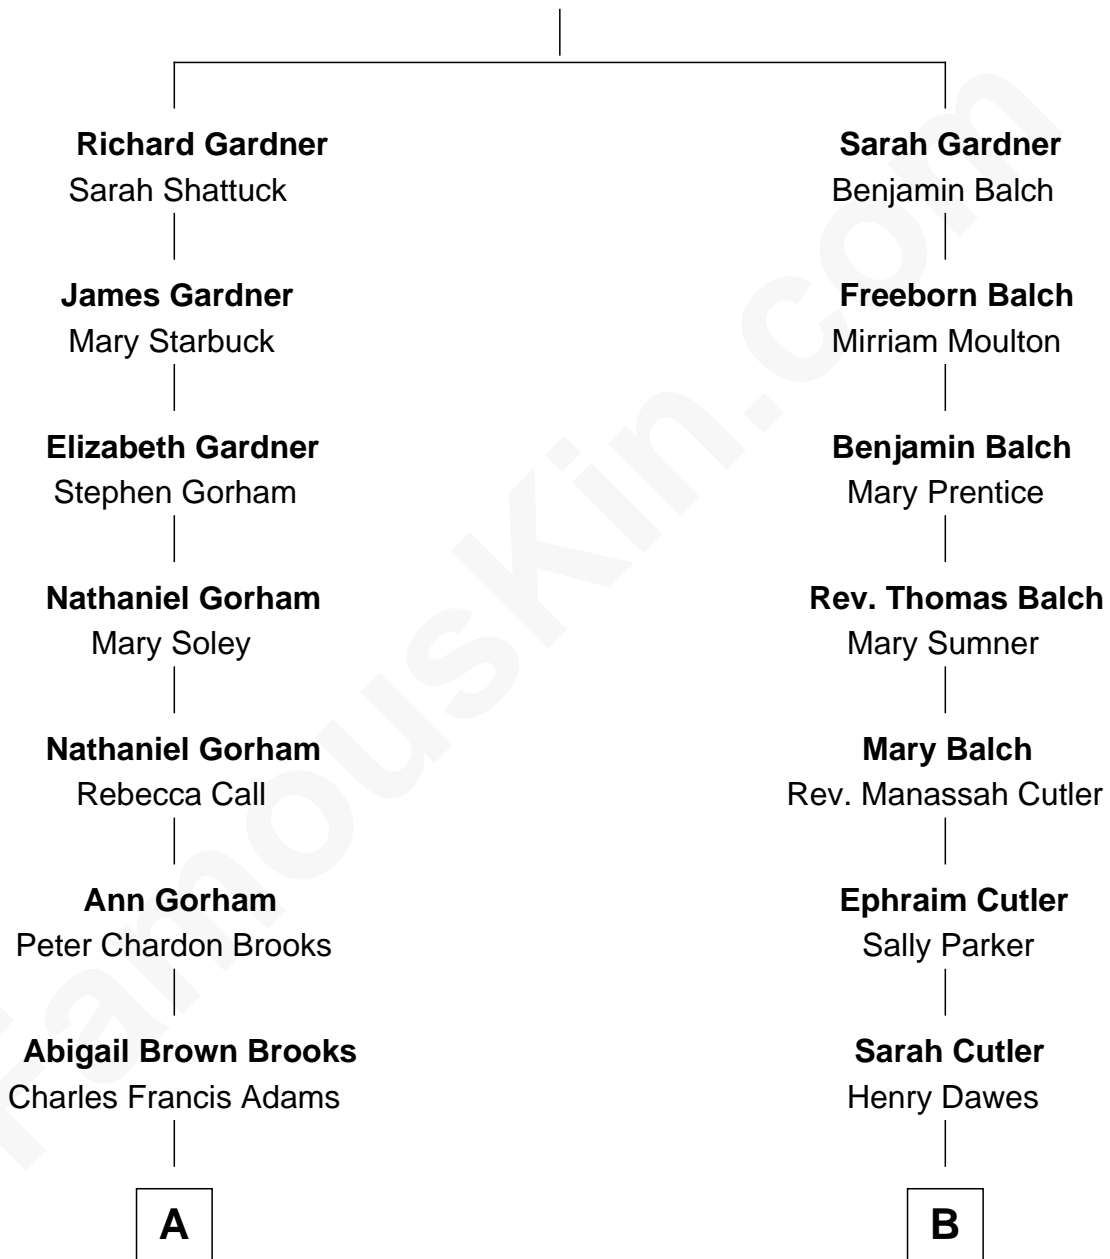 Richard Gardner
Sarah Shattuck
James Gardner
Mary Starbuck
Elizabeth Gardner
Stephen Gorham
Nathaniel Gorham
Mary Soley
Nathaniel Gorham
Rebecca Call
Ann Gorham
Peter Chardon Brooks
Abigail Brown Brooks
Charles Francis Adams
A
Sarah Gardner
Benjamin Balch
Freeborn Balch
Mirriam Moulton
Benjamin Balch
Mary Prentice
Rev. Thomas Balch
Mary Sumner
Mary Balch
Rev. Manassah Cutler
Ephraim Cutler
Sally Parker
Sarah Cutler
Henry Dawes
B
FamousKin.com